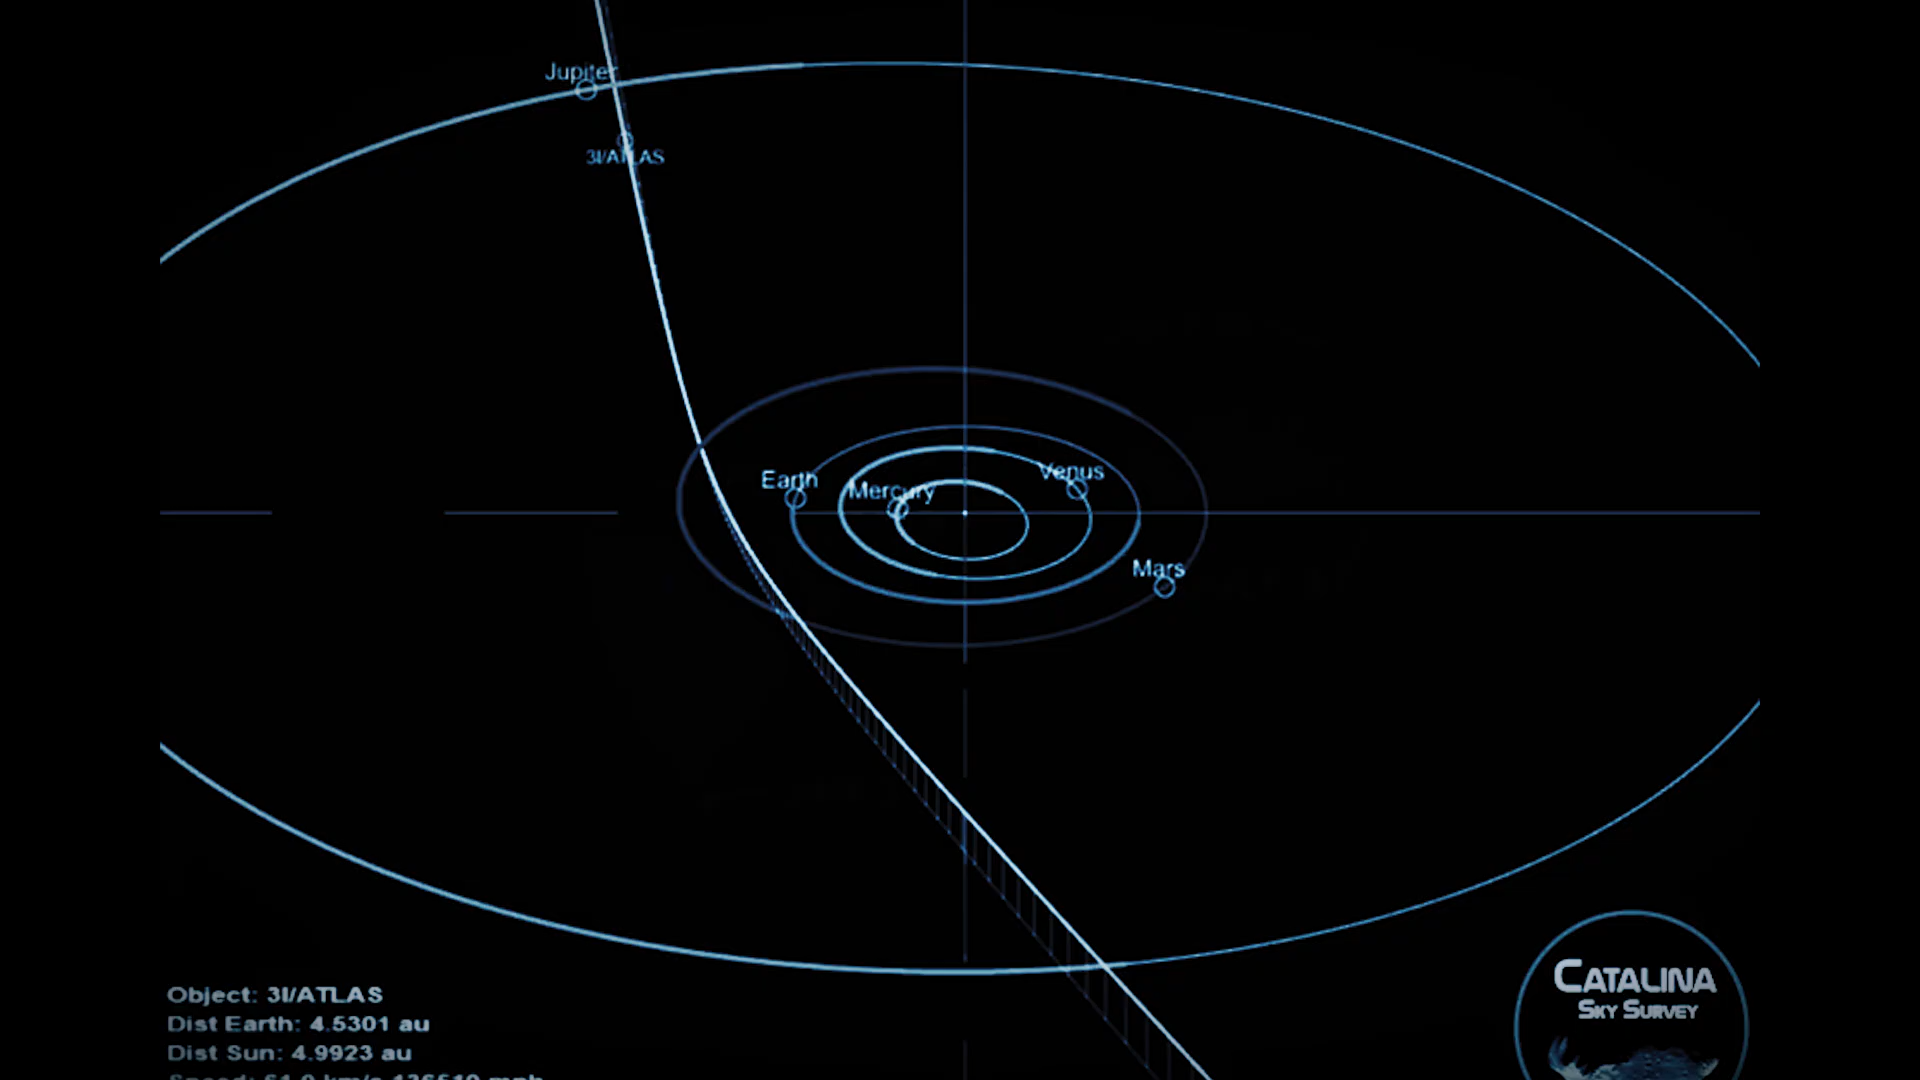 Jupiter
3I/ATLAS
Earth
Mercury
Venus
Mars
Object: 3I/ATLAS
Dist Earth: 4.5301 au
Dist Sun: 4.9923 au
CATALINA
SKY SURVEY